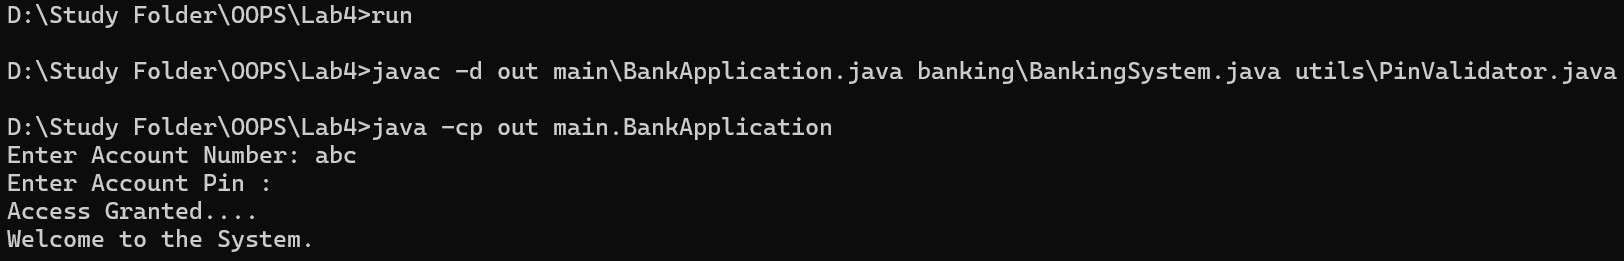 D:\Study Folder\OOPS\Lab4>run
D:\Study Folder\OOPS\Lab4>javac -d out main\BankApplication.java banking\BankingSystem.java utils\PinValidator.java
D:\Study Folder\OOPS\Lab4>java -cp out main.BankApplication
Enter Account Number: abc
Enter Account Pin :
Access Granted....
Welcome to the System.